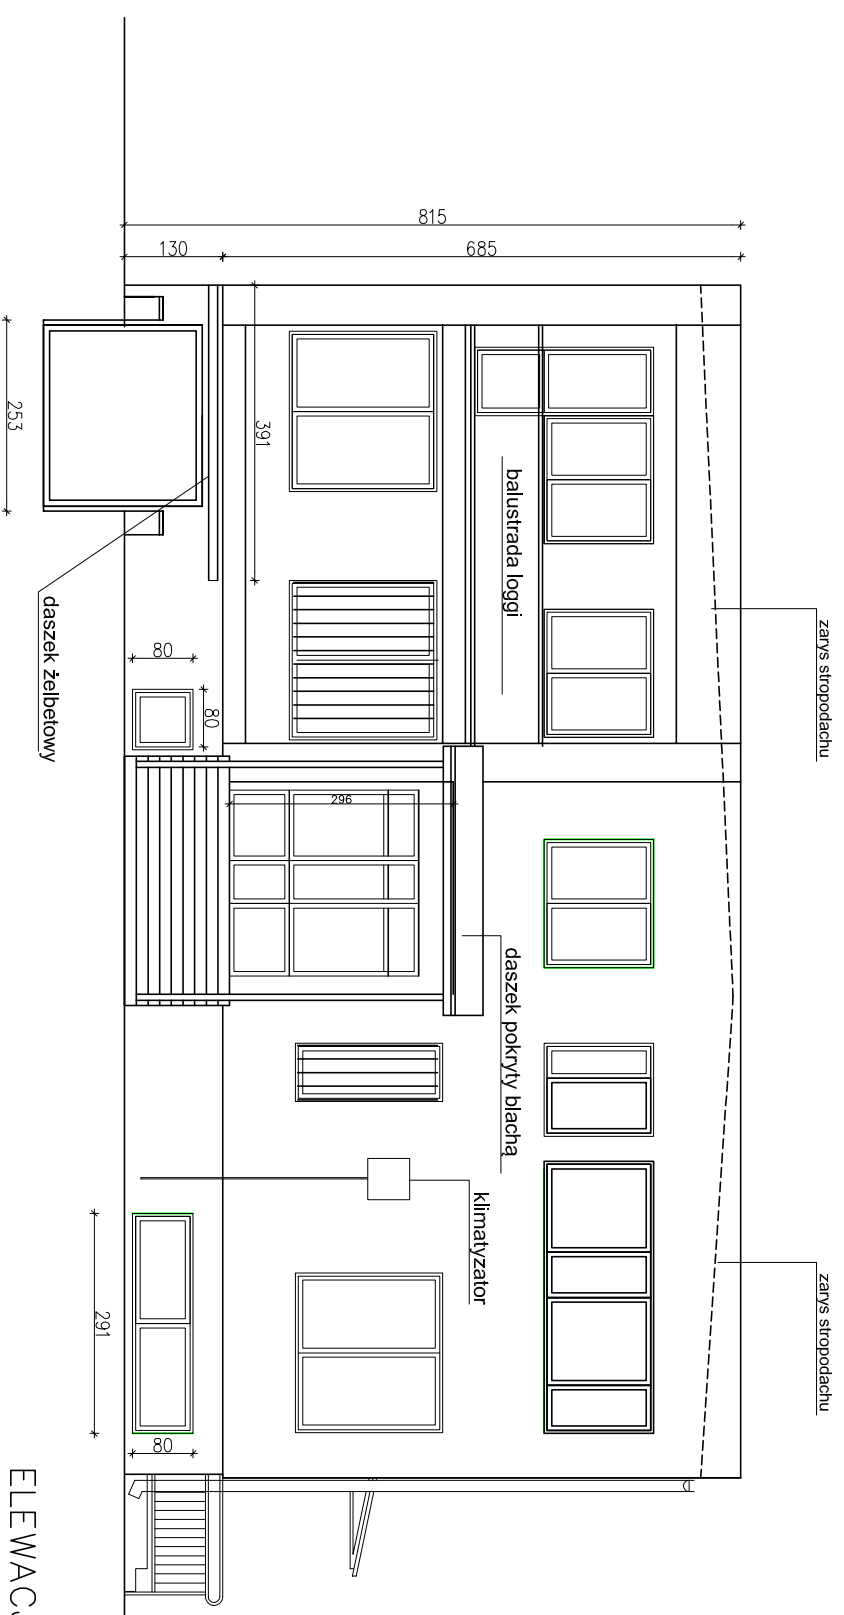 zarys stropodachu
zarys stropodachu
815
130
685
391
balustrada loggi
253
daszek żelbetowy
80
80
296
daszek pokryty blachą
klimatyzator
291
80
ELEWAC